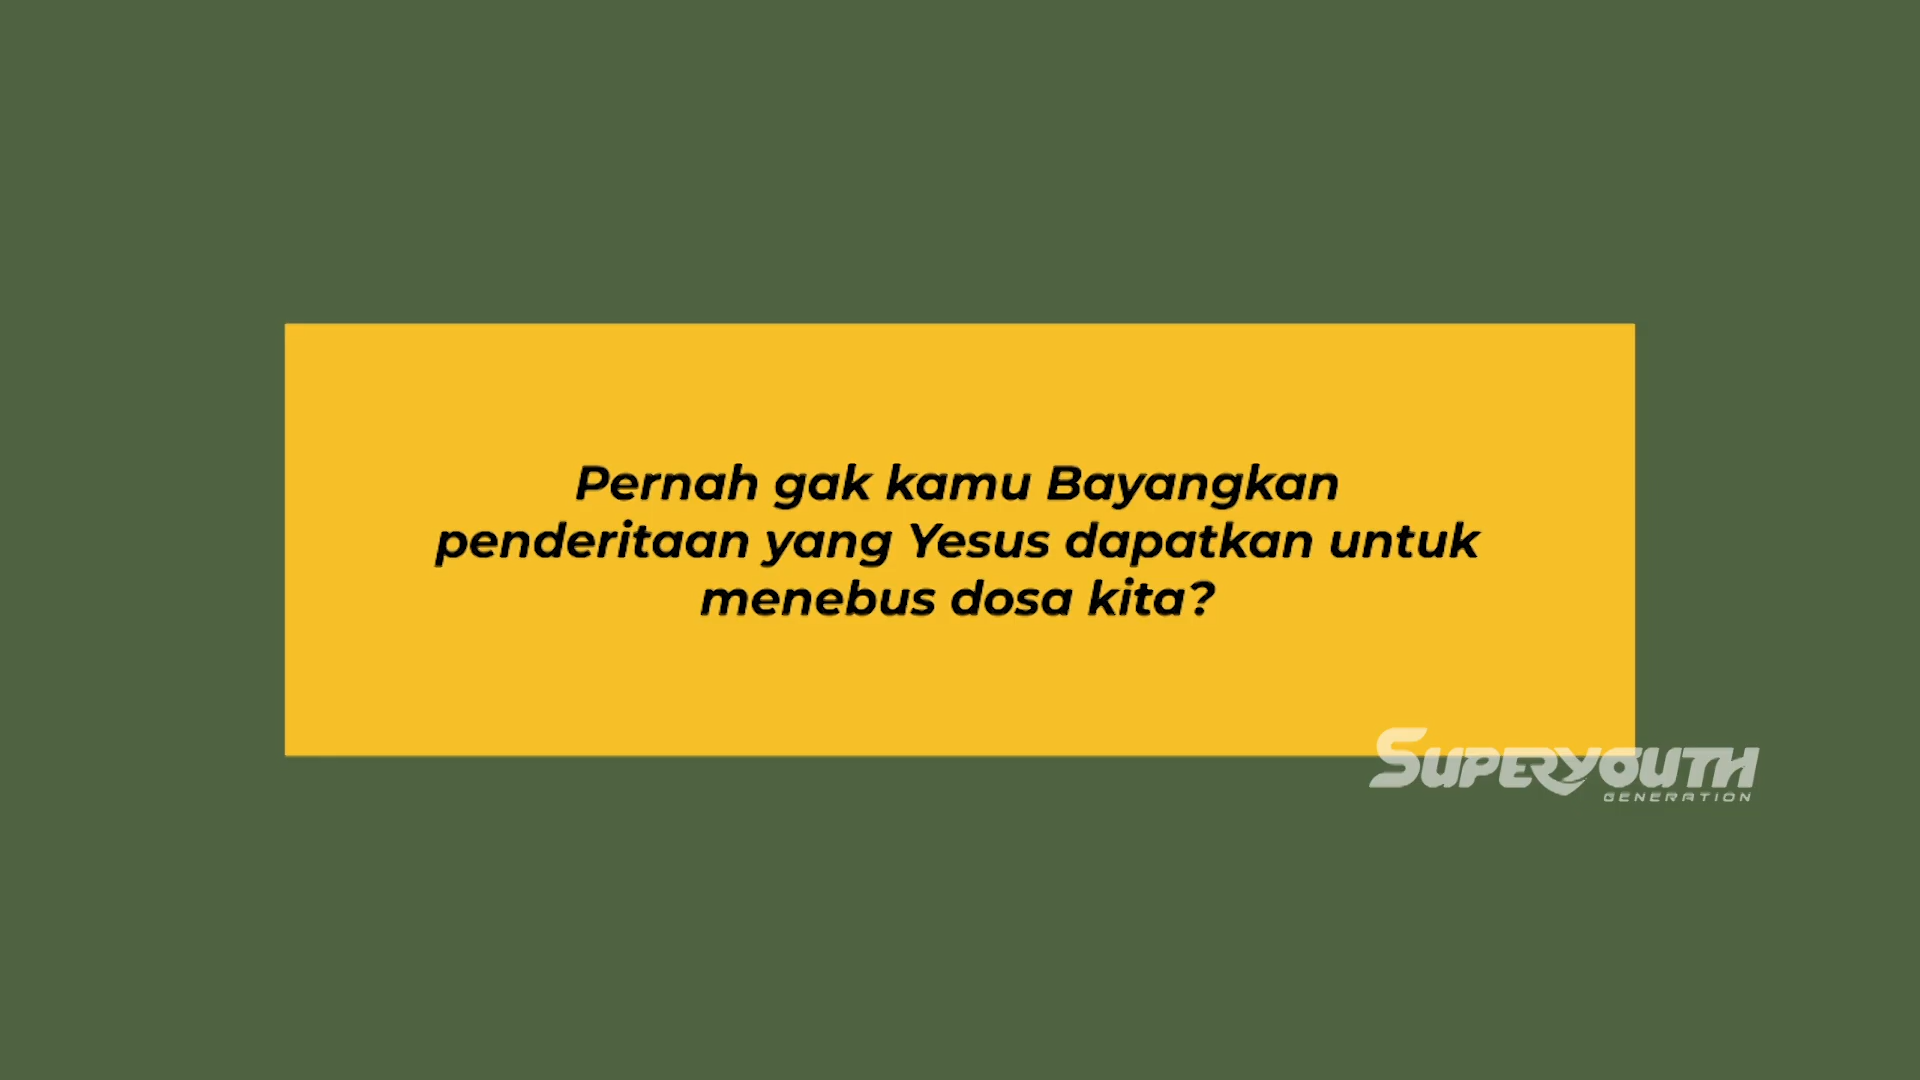 Pernah gak kamu Bayangkan
penderitaan yang Yesus dapatkan untuk
menebus dosa kita?
SUPERYOUTH
GENERATION